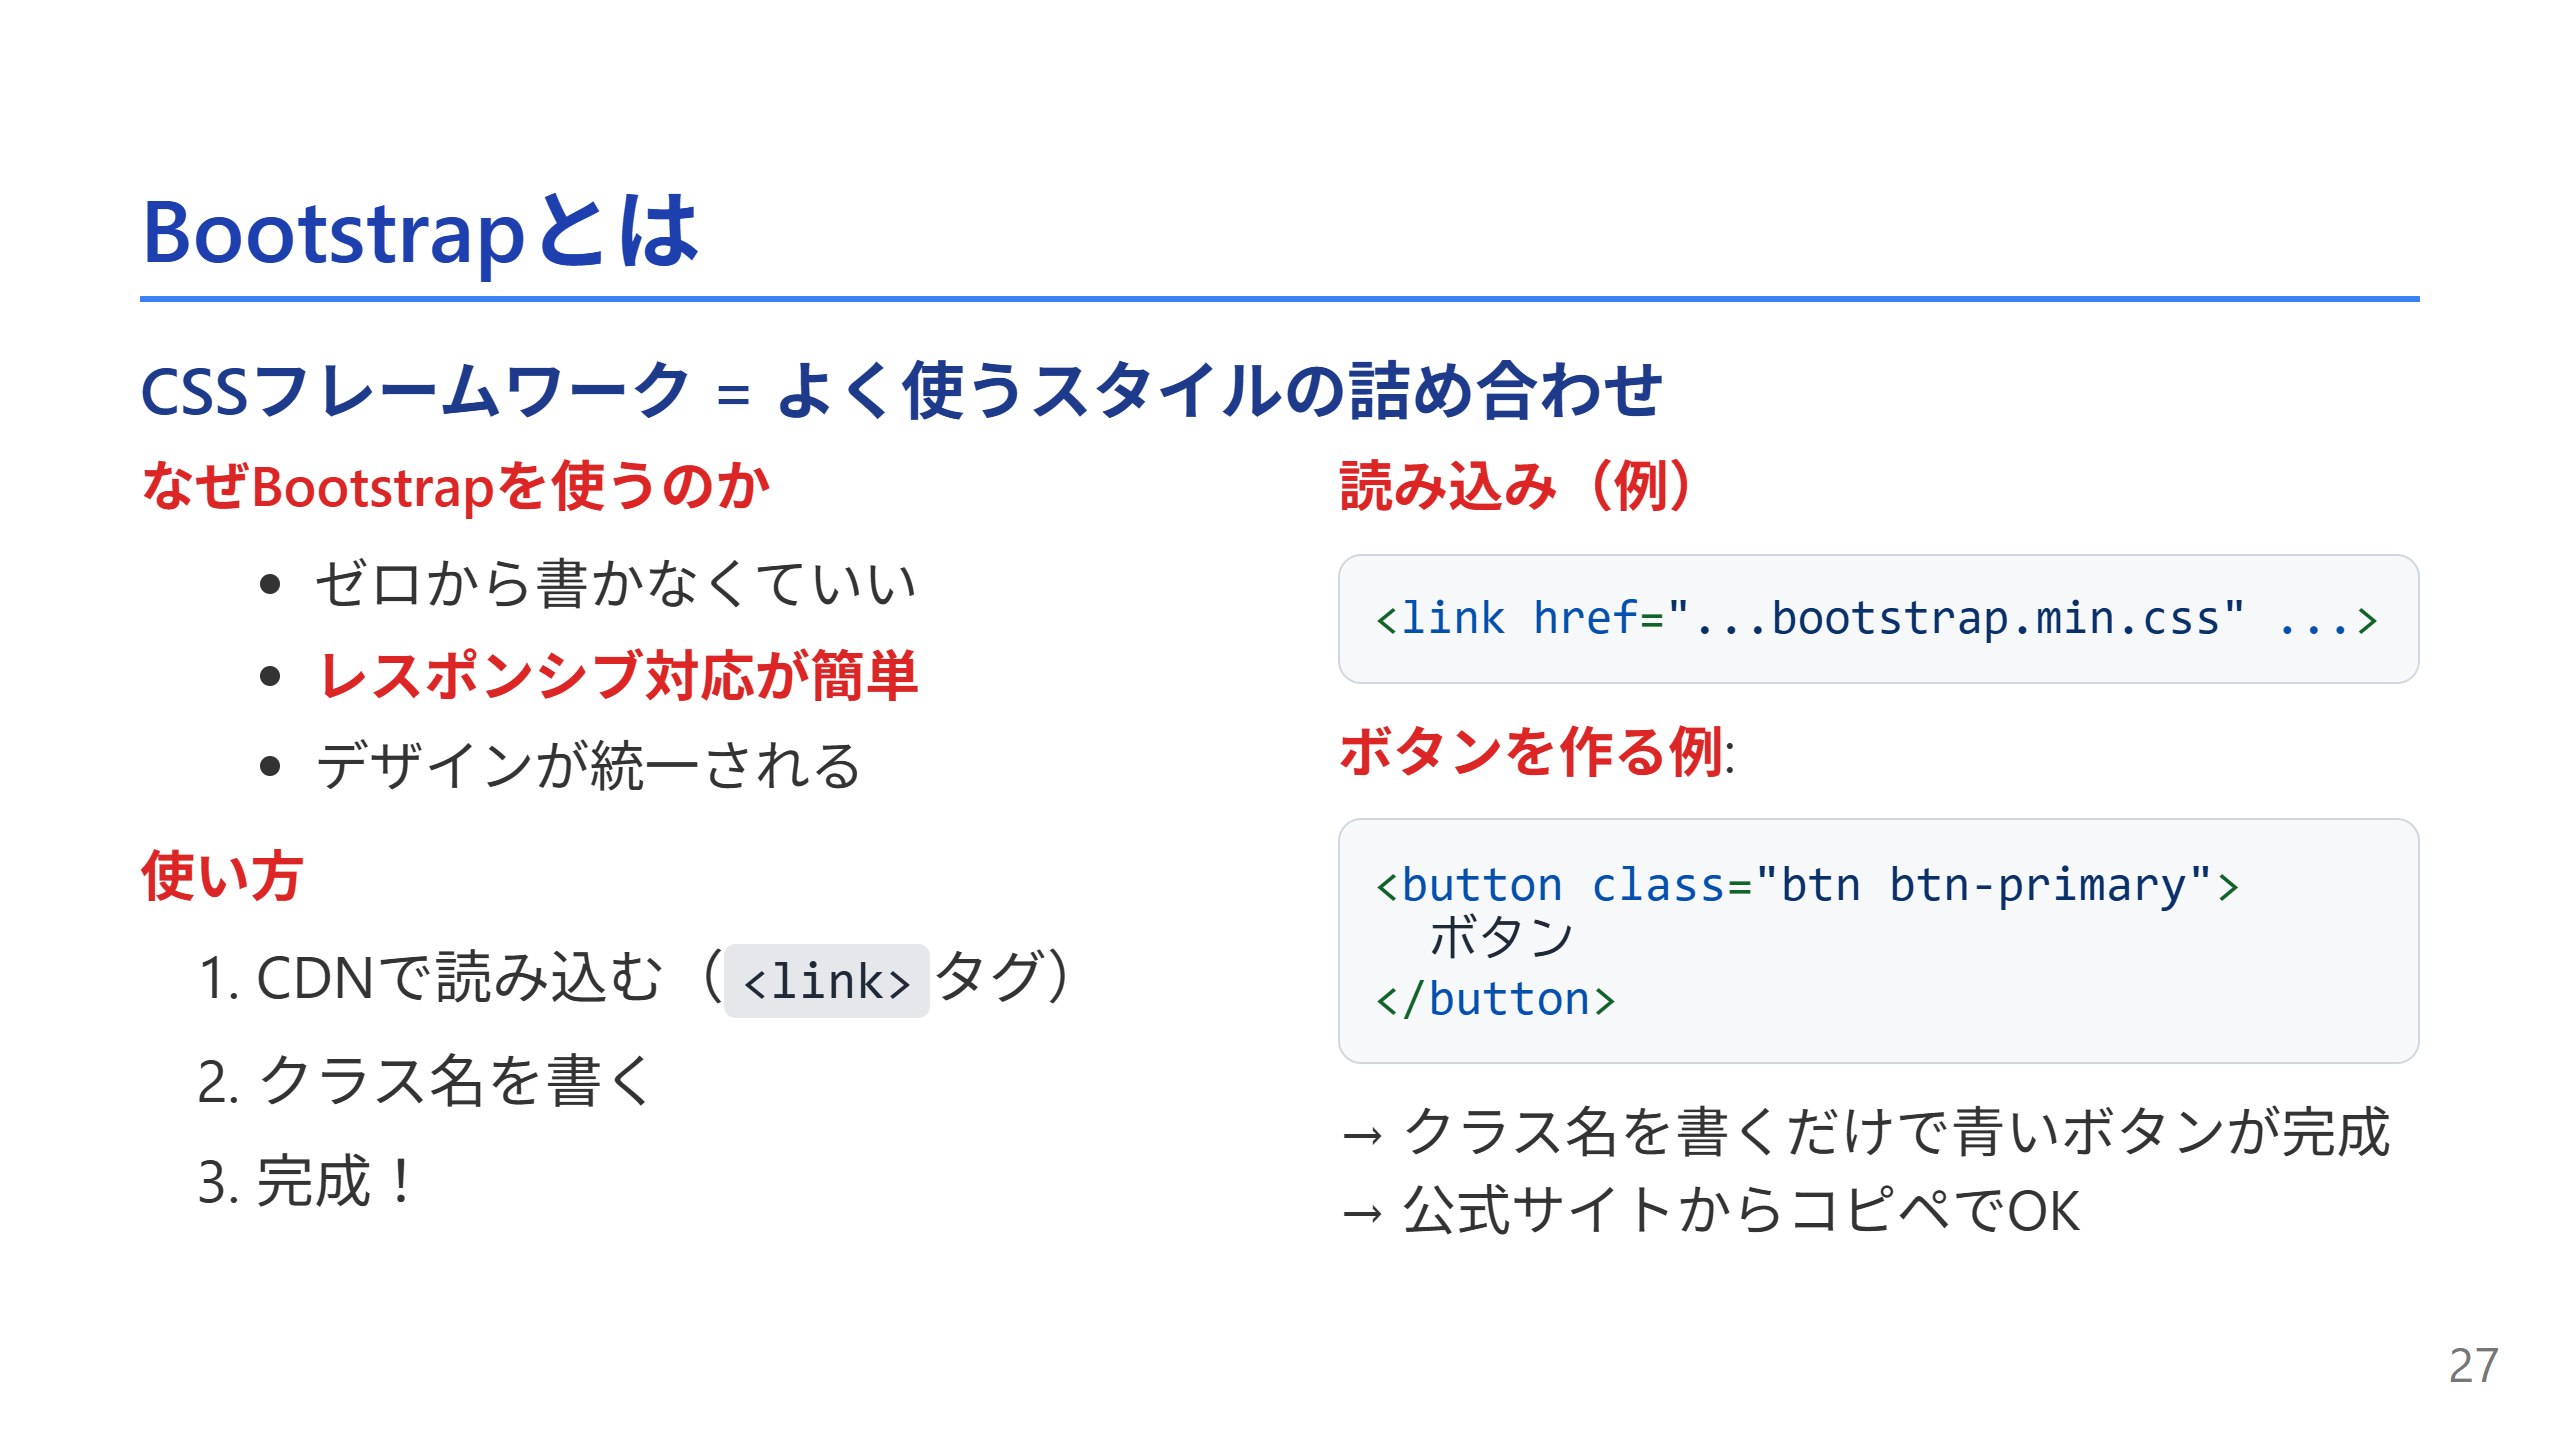 Bootstrapとは
CSSフレームワーク = よく使うスタイルの詰め合わせ
なぜBootstrapを使うのか
• ゼロから書かなくていい
• レスポンシブ対応が簡単
• デザインが統一される
使い方
1. CDNで読み込む（<link>タグ）
2. クラス名を書く
3. 完成！
読み込み（例）
<link href="...bootstrap.min.css" ...>
ボタンを作る例:
<button class="btn btn-primary">
  ボタン
</button>
→ クラス名を書くだけで青いボタンが完成
→ 公式サイトからコピペでOK
27